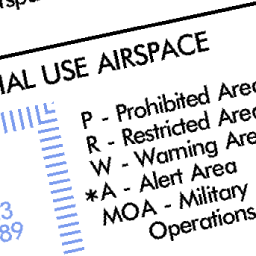 IAL USE AIRSPACE
P - Prohibited Area
R - Restricted Area
W - Warning Area
*A - Alert Area
MOA - Military
Operations
3
89